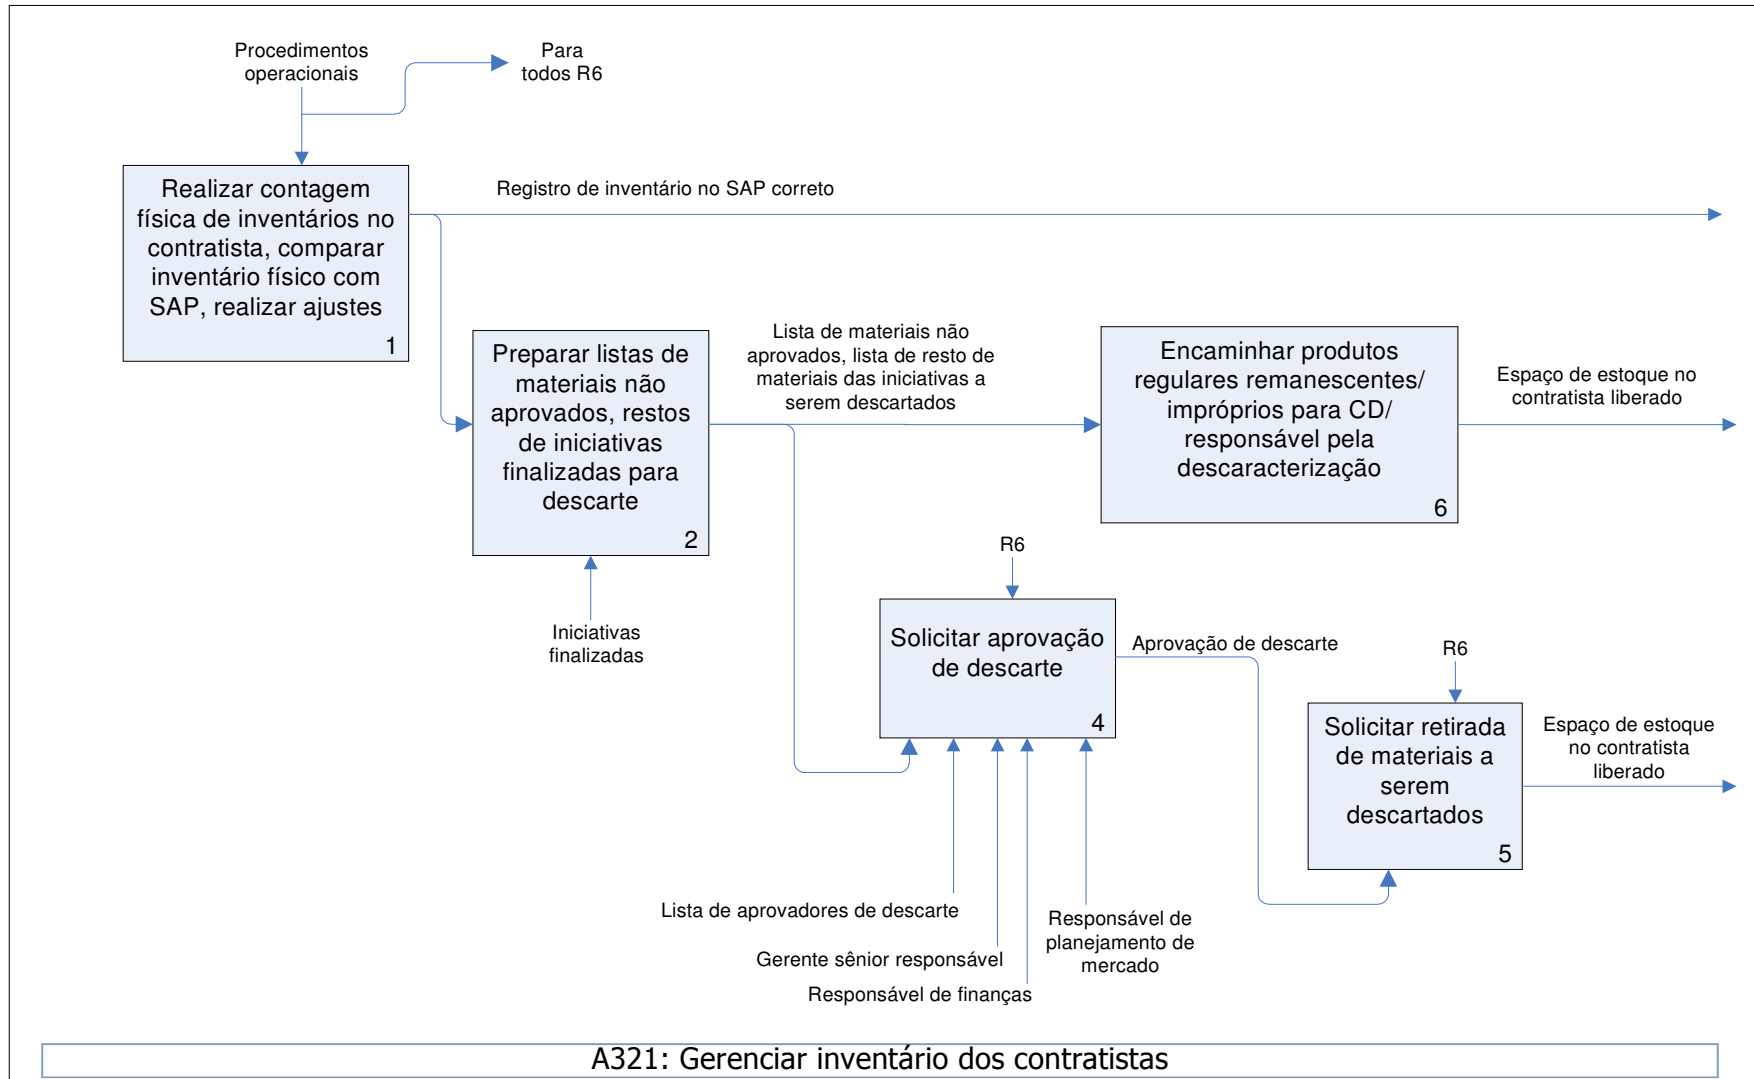 Procedimentos
operacionais
Para
todos R6
Realizar contagem
física de inventários no
contratista, comparar
inventário físico com
SAP, realizar ajustes
1
Registro de inventário no SAP correto
Preparar listas de
materiais não
aprovados, restos
de iniciativas
finalizadas para
descarte
2
Lista de materiais não
aprovados, lista de resto de
materiais das iniciativas a
serem descartados
Encaminhar produtos
regulares remanescentes/
impróprios para CD/
responsável pela
descaracterização
6
Espaço de estoque no
contratista liberado
Iniciativas
finalizadas
R6
Solicitar aprovação
de descarte
4
Aprovação de descarte
R6
Solicitar retirada
de materiais a
serem
descartados
5
Espaço de estoque
no contratista
liberado
Lista de aprovadores de descarte
Gerente sênior responsável
Responsável de finanças
Responsável de
planejamento de
mercado
A321: Gerenciar inventário dos contratistas